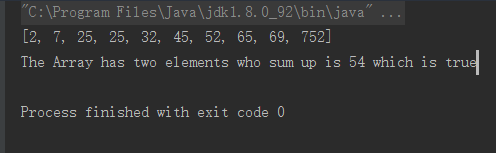 "C:\Program Files\Java\jdk1.8.0_92\bin\java" ...
[2, 7, 25, 25, 32, 45, 52, 65, 69, 752]
The Array has two elements who sum up is 54 which is true
Process finished with exit code 0